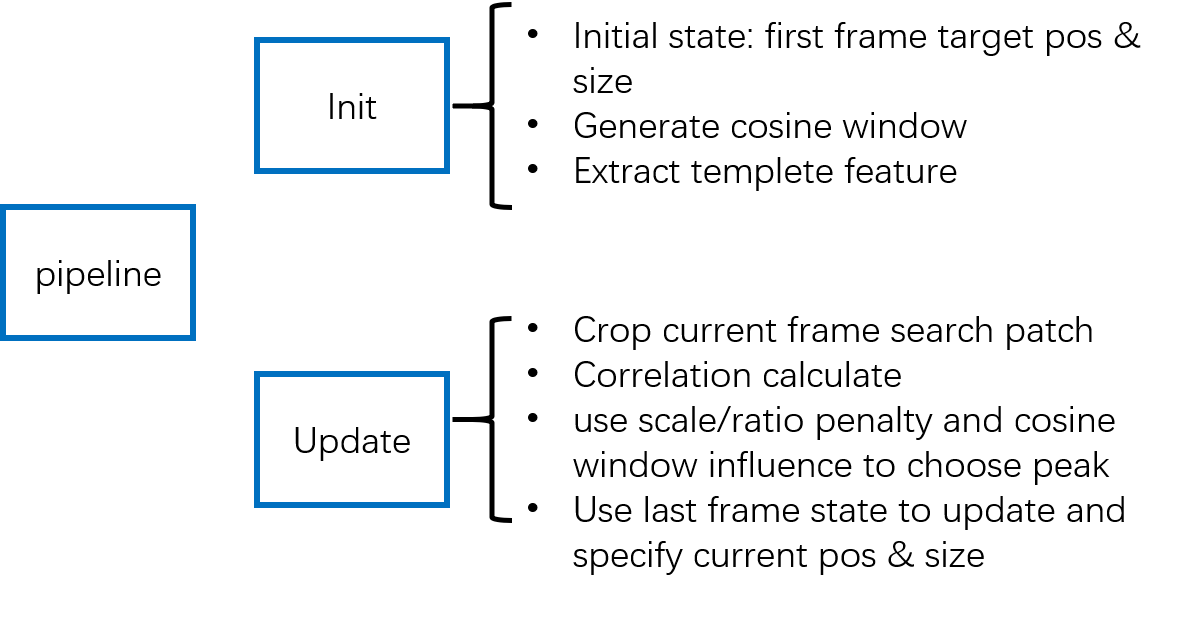 Init
• Initial state: first frame target pos &
size
• Generate cosine window
• Extract templete feature
pipeline
Update
• Crop current frame search patch
• Correlation calculate
• use scale/ratio penalty and cosine
window influence to choose peak
• Use last frame state to update and
specify current pos & size